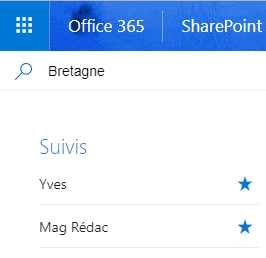 Office 365 SharePoint
Bretagne
Suivis
Yves
Mag Rédac